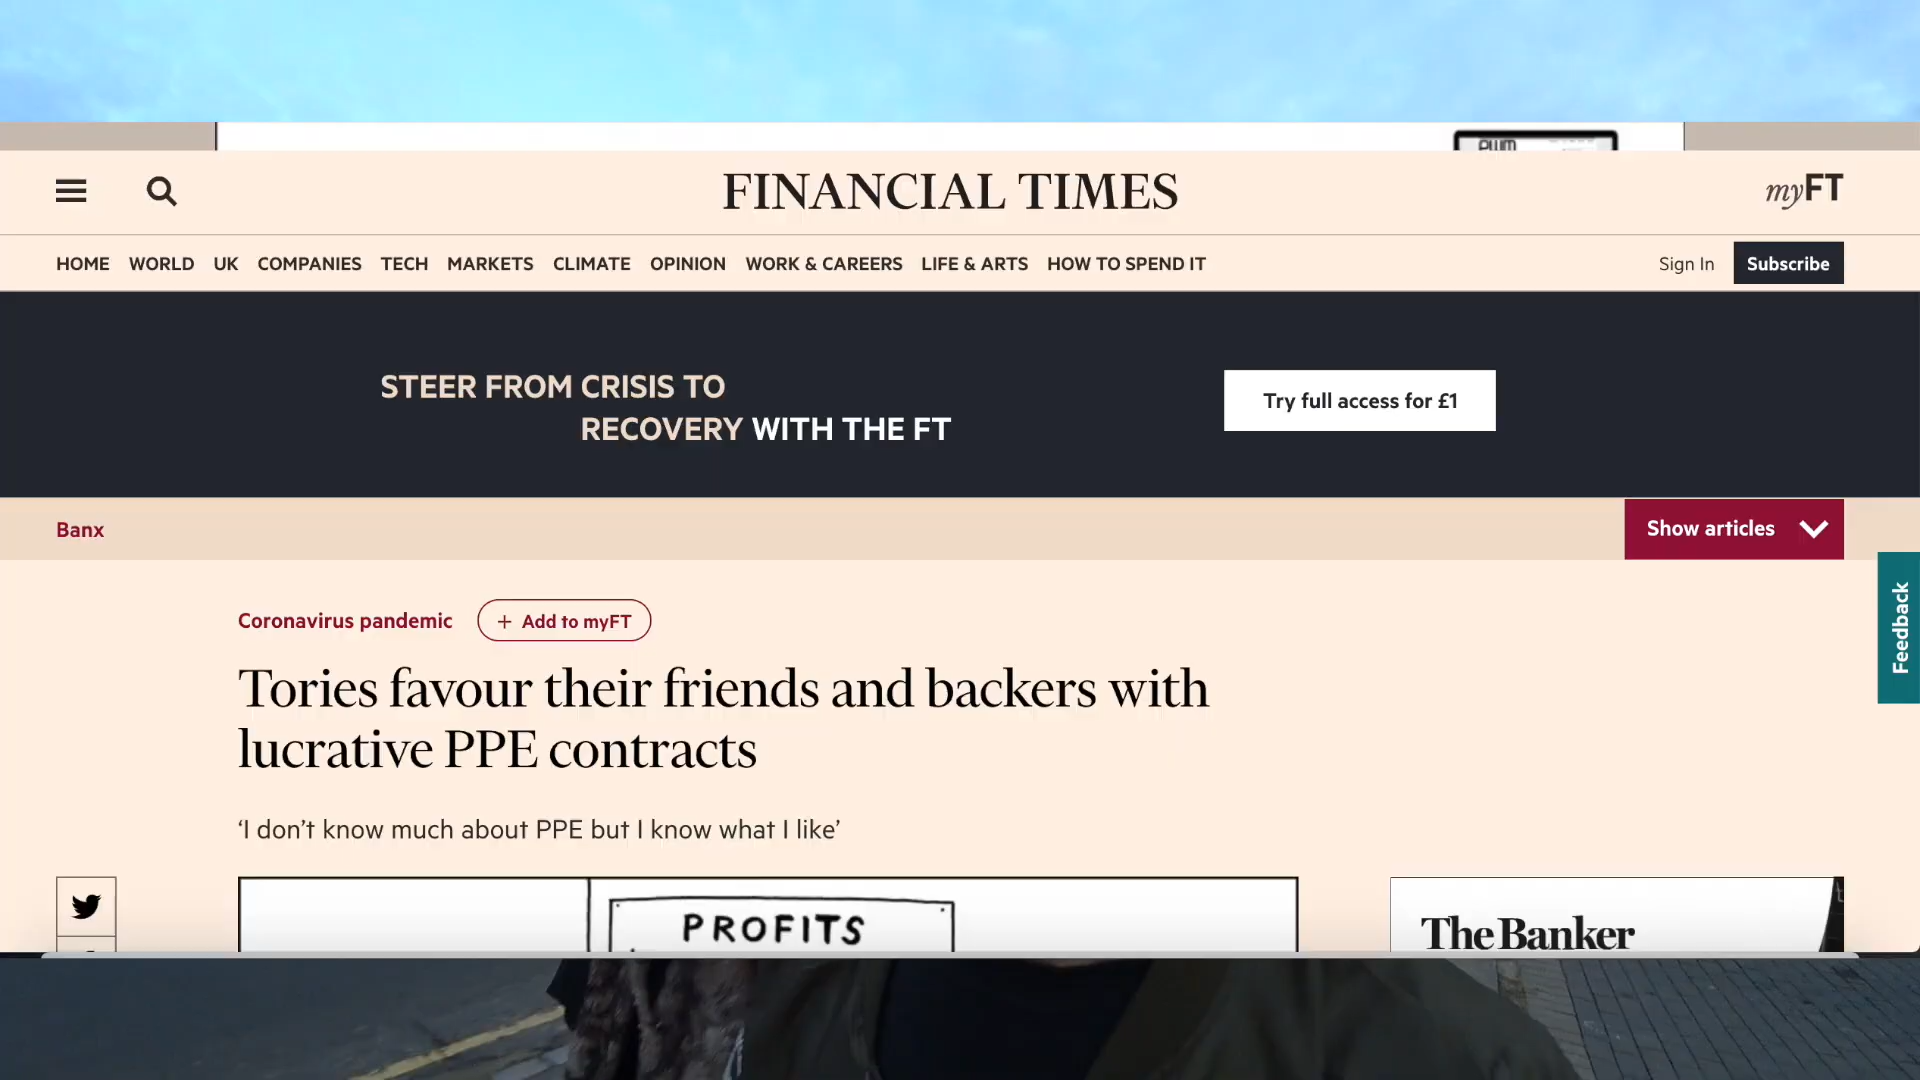 FINANCIAL TIMES
myFT
HOME WORLD UK COMPANIES TECH MARKETS CLIMATE OPINION WORK & CAREERS LIFE & ARTS HOW TO SPEND IT
Sign In Subscribe
STEER FROM CRISIS TO
RECOVERY WITH THE FT
Try full access for £1
Banx
Show articles
Feedback
Coronavirus pandemic
+ Add to myFT
Tories favour their friends and backers with
lucrative PPE contracts
‘I don’t know much about PPE but I know what I like’
PROFITS
The Banker